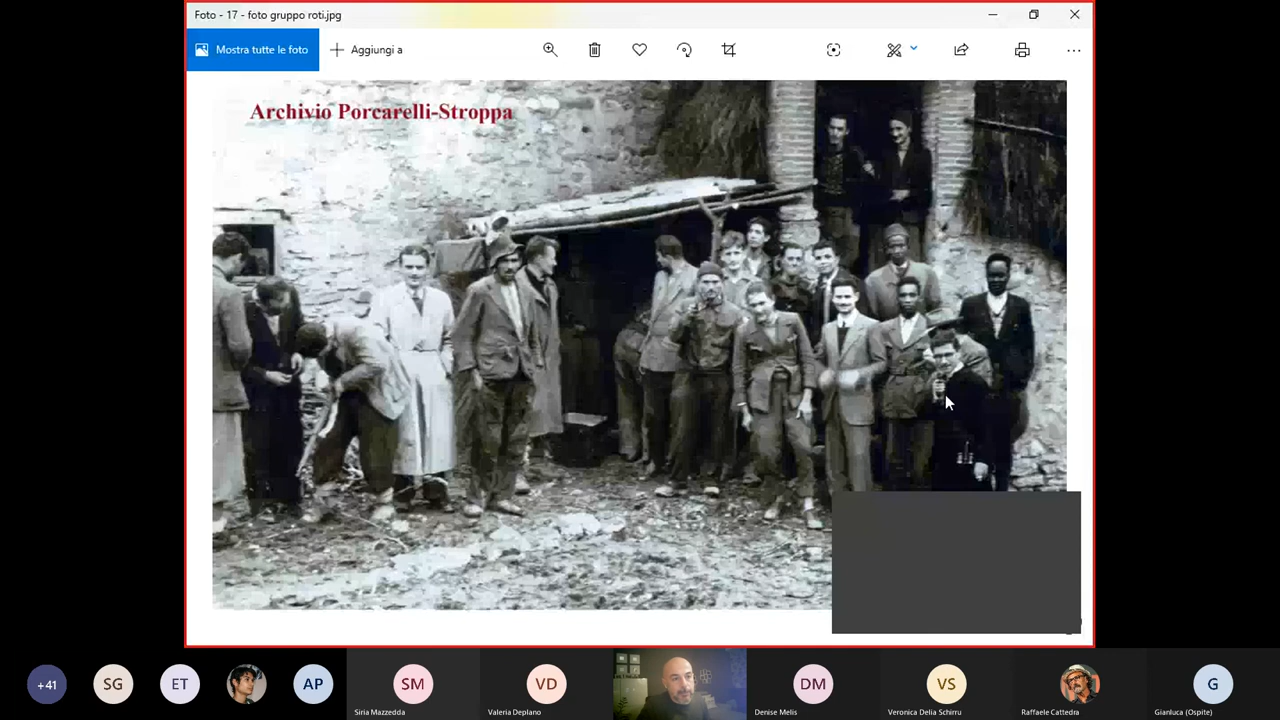 Foto - 17 - foto gruppo roti.jpg
Mostra tutte le foto
Aggiungi a
Archivio Porcarelli-Stroppa
+41
SG
ET
AP
SM
VD
DM
VS
G
Siria Mazzedda
Valeria Deplano
Denise Melis
Veronica Delia Schirru
Raffaele Cattedra
Gianluca (Ospite)